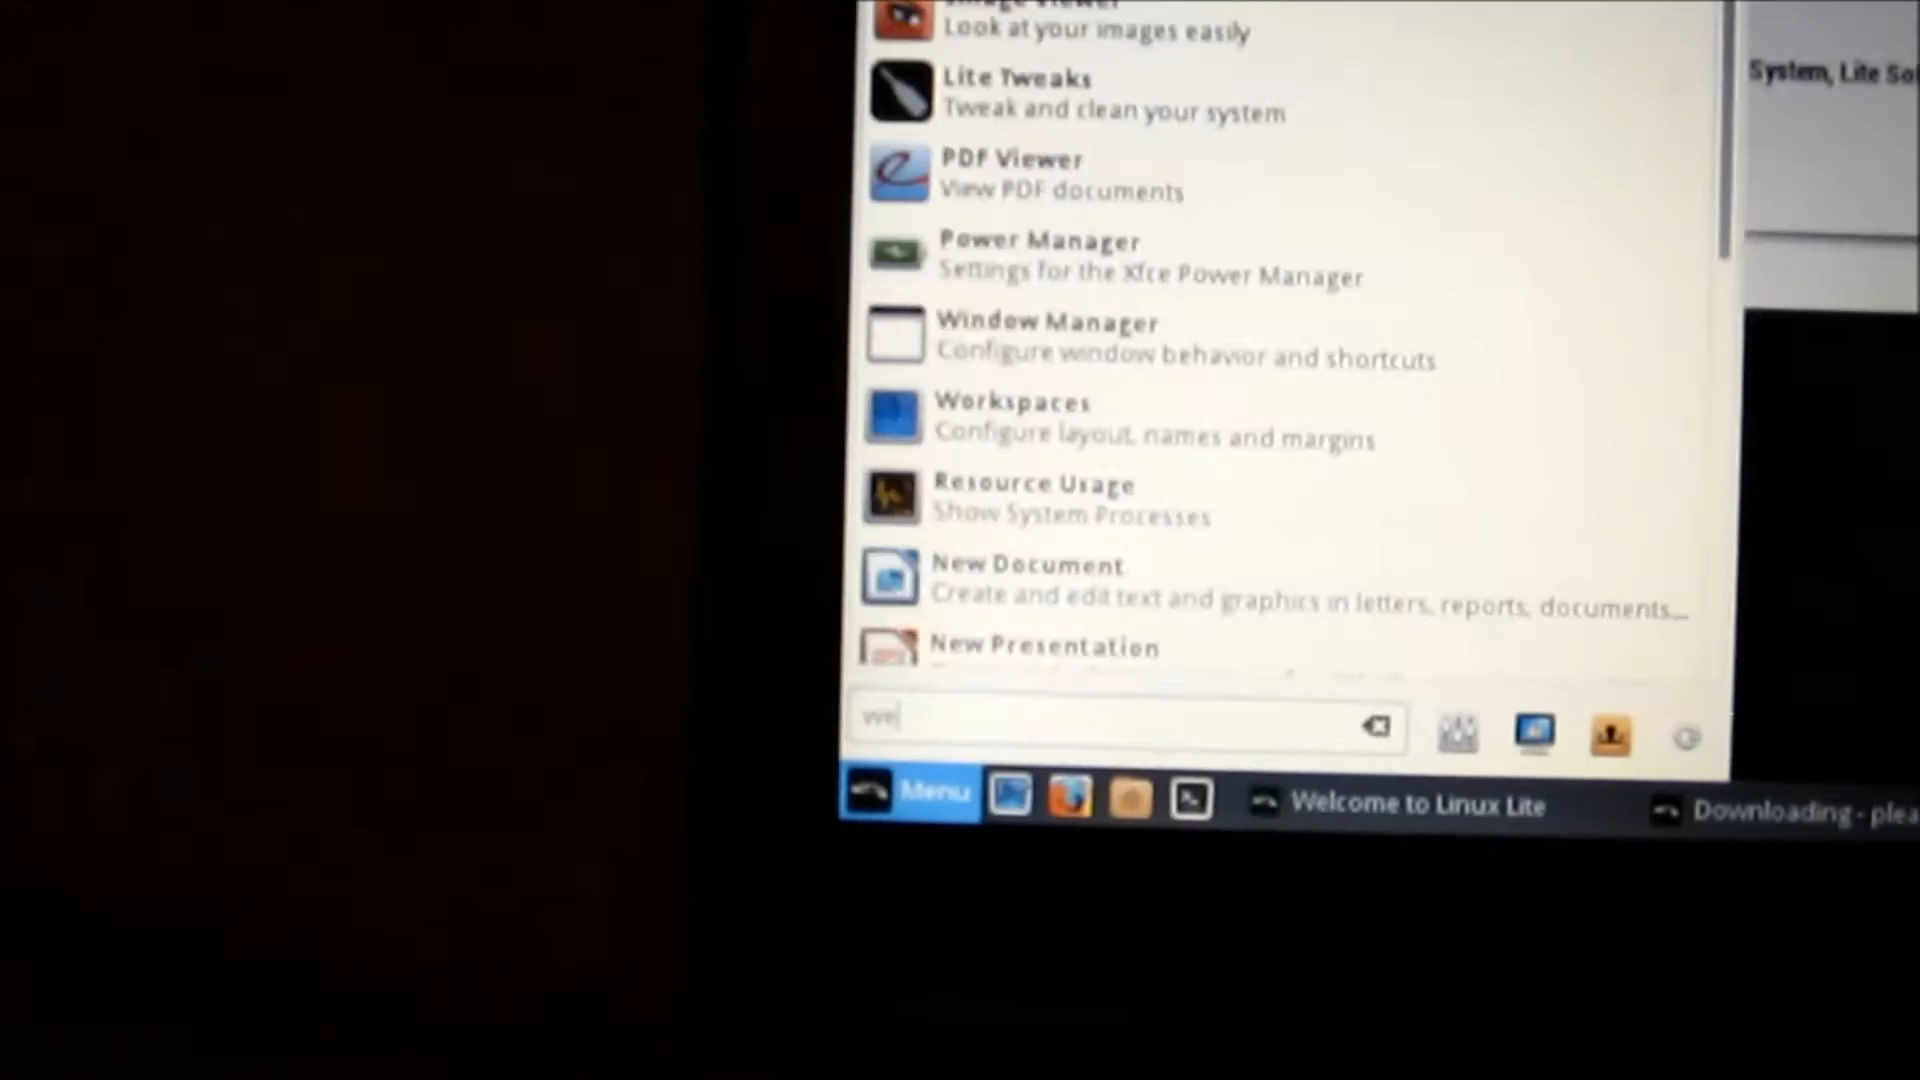 Image Viewer
Look at your images easily
System, Lite So
Lite Tweaks
Tweak and clean your system
PDF Viewer
View PDF documents
Power Manager
Settings for the Xfce Power Manager
Window Manager
Configure window behavior and shortcuts
Workspaces
Configure layout, names and margins
Resource Usage
Show System Processes
New Document
Create and edit text and graphics in letters, reports, documents...
New Presentation
we
Menu
Welcome to Linux Lite
Downloading - plea